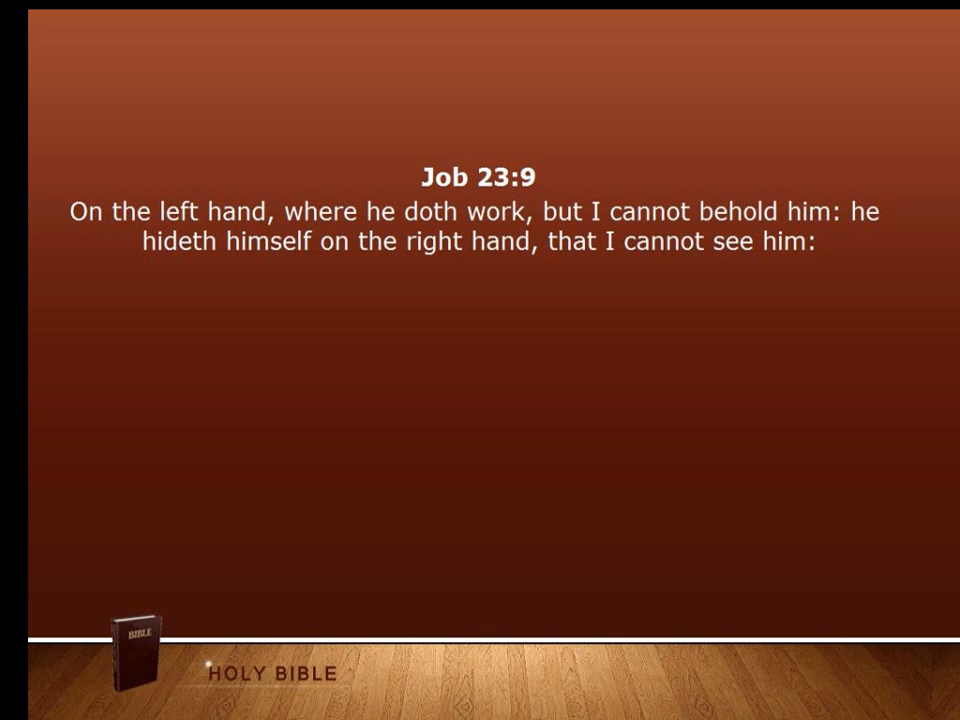 Job 23:9
On the left hand, where he doth work, but I cannot behold him: he
hideth himself on the right hand, that I cannot see him:
BIBLE
HOLY BIBLE